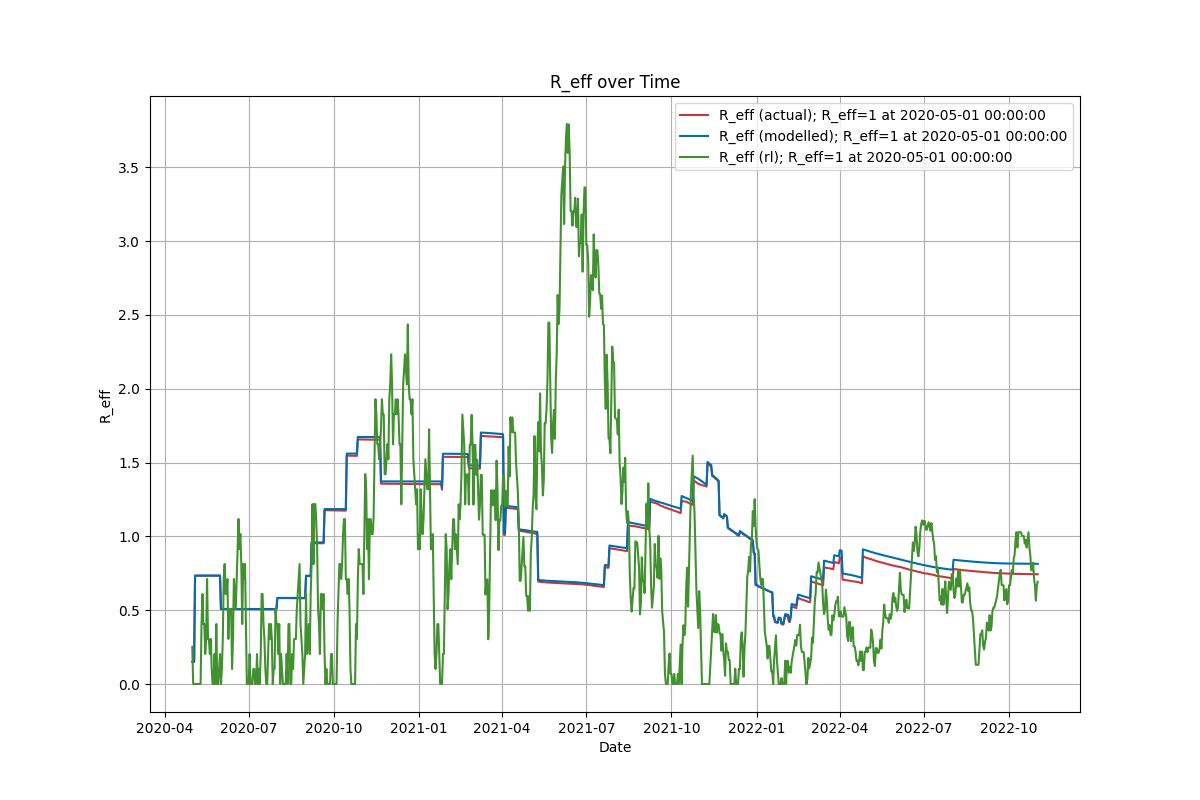 R_eff over Time
R_eff (actual); R_eff=1 at 2020-05-01 00:00:00
R_eff (modelled); R_eff=1 at 2020-05-01 00:00:00
R_eff (rl); R_eff=1 at 2020-05-01 00:00:00
3.5
3.0
2.5
2.0
1.5
1.0
0.5
0.0
R_eff
2020-04 2020-07 2020-10 2021-01 2021-04 2021-07 2021-10 2022-01 2022-04 2022-07 2022-10
Date